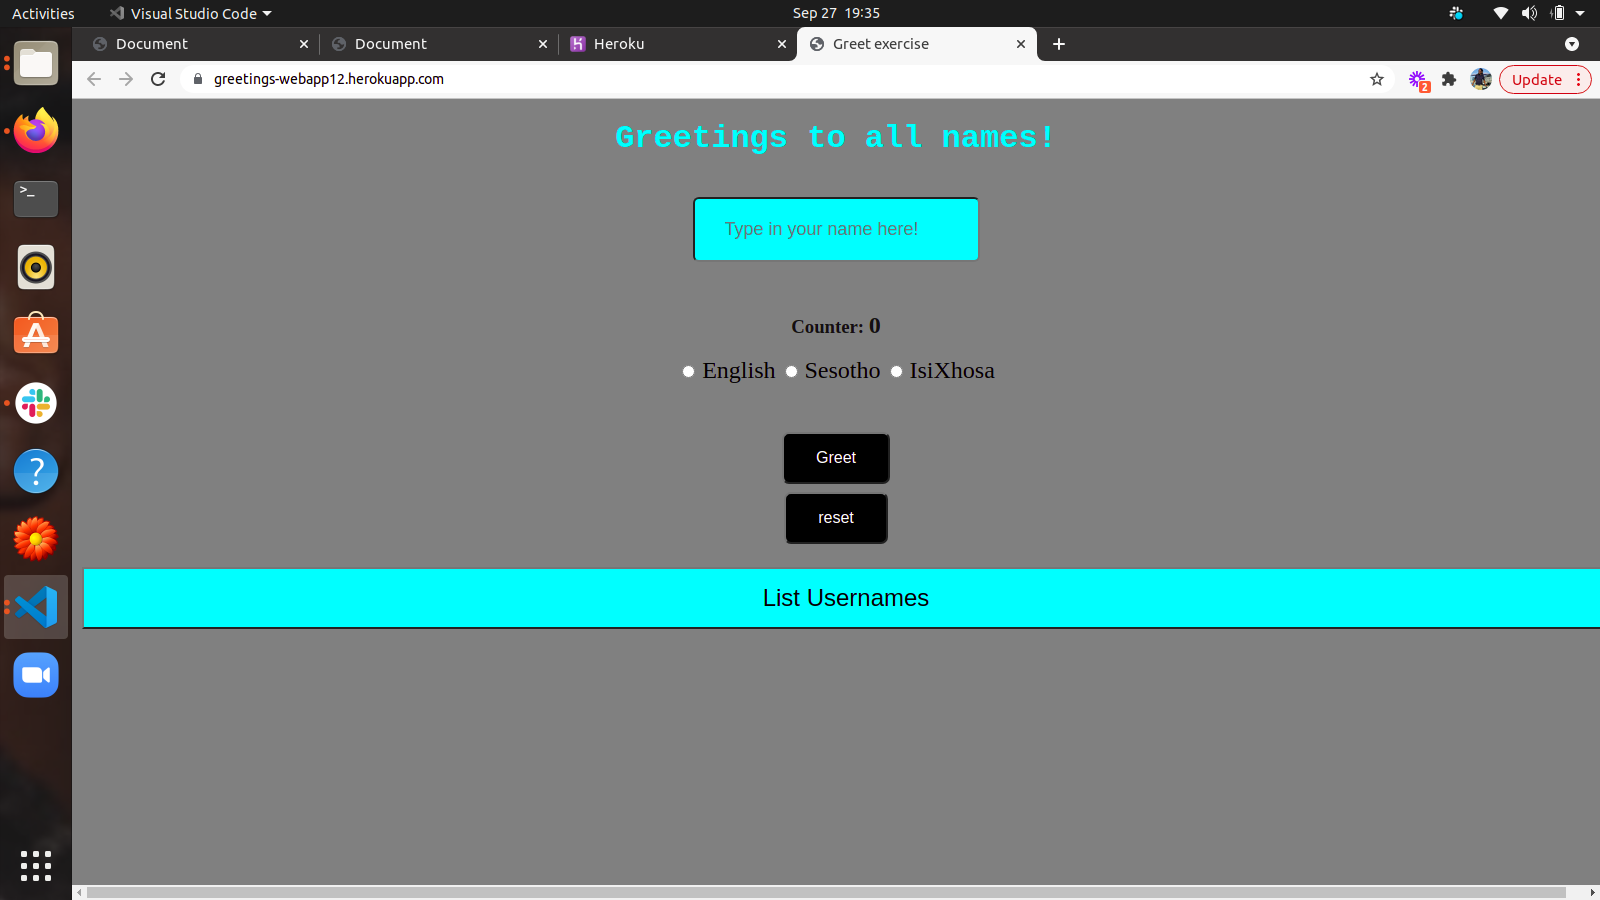 Activities
Visual Studio Code
Sep 27 19:35
Document
Document
Heroku
Greet exercise
greetings-webapp12.herokuapp.com
2
Update
Greetings to all names!
Type in your name here!
Counter: 0
English Sesotho IsiXhosa
Greet
reset
List Usernames